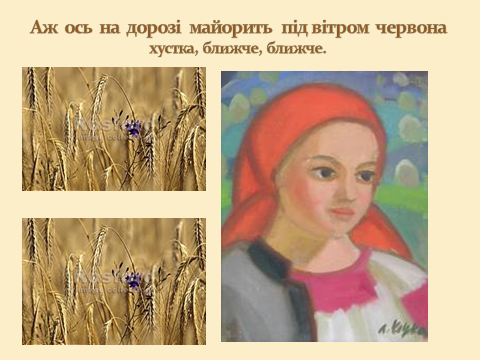 Аж ось на дорозі майорить під вітром червона
хустка, ближче, ближче.